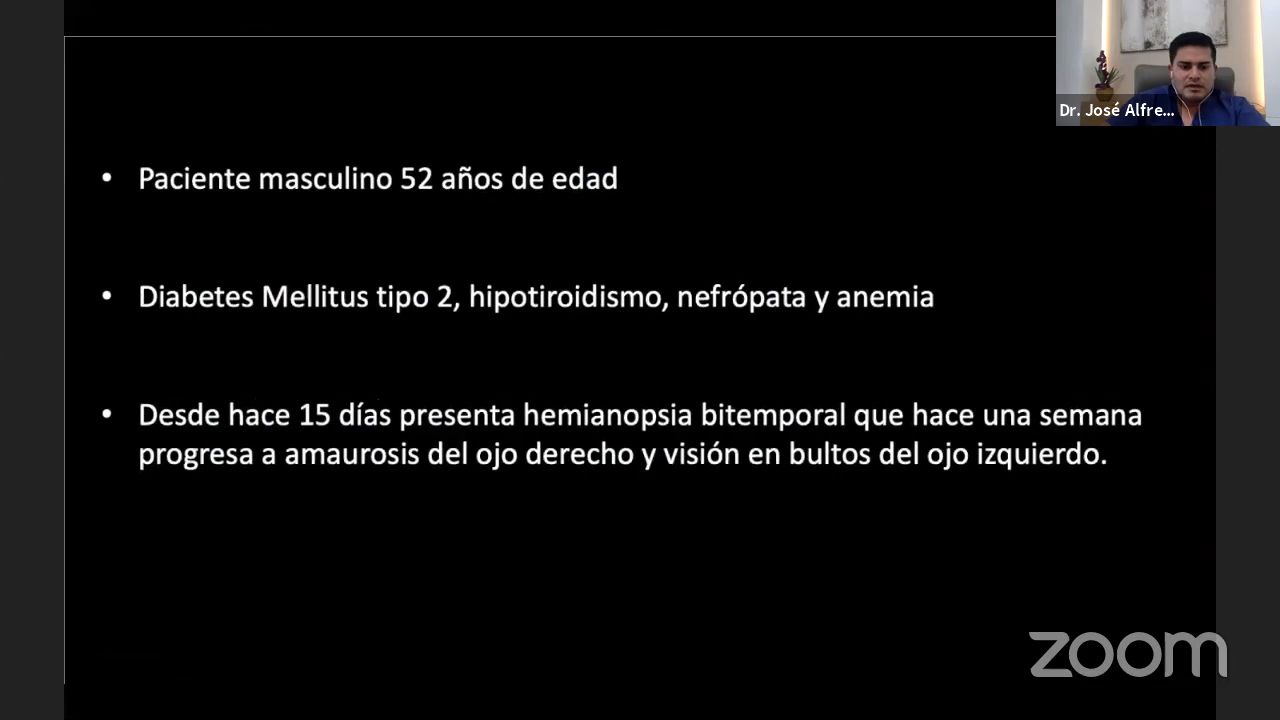 Dr. José Alfre...
• Paciente masculino 52 años de edad
• Diabetes Mellitus tipo 2, hipotiroidismo, nefrópata y anemia
• Desde hace 15 días presenta hemianopsia bitemporal que hace una semana
progresa a amaurosis del ojo derecho y visión en bultos del ojo izquierdo.
zoom